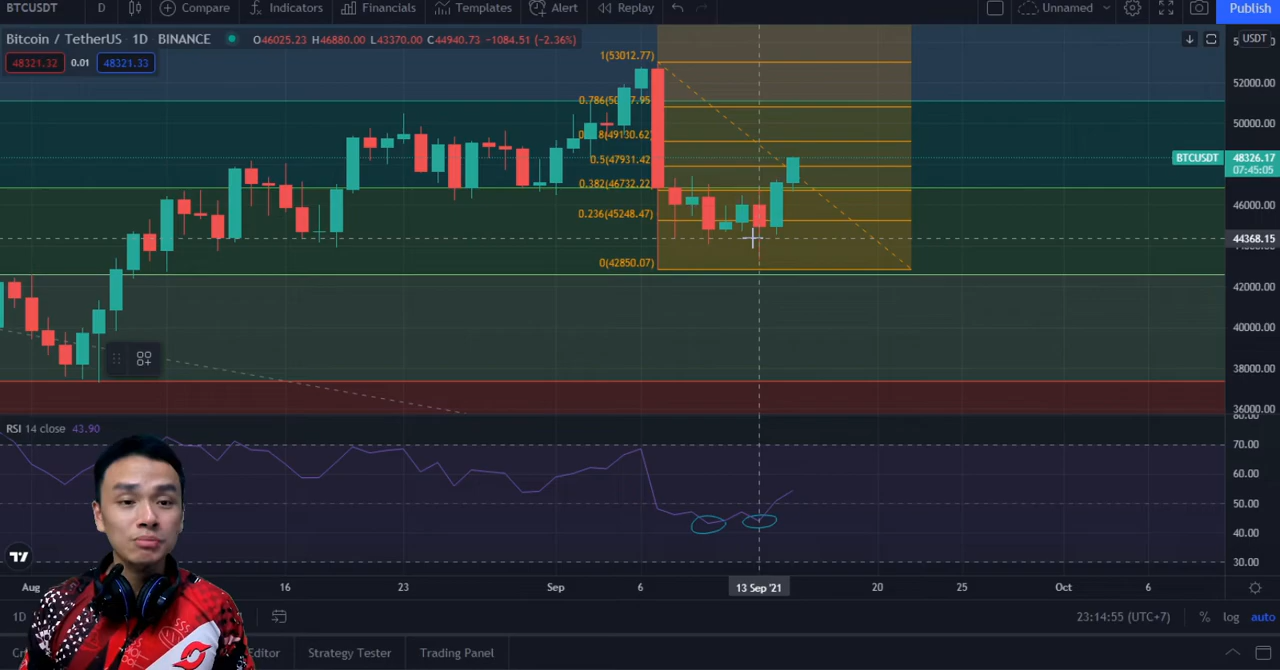 BTCUSDT D Compare Indicators Financials Templates Alert Replay Unnamed Publish
Bitcoin / TetherUS 1D BINANCE O46025.23 H46880.00 L43370.00 C44940.73 −1084.51 (−2.36%) USDT
48321.32 0.01 48321.33
1(53012.77)
52000.00
50000.00
BTCUSDT 48326.17
07:45:05
0.5(47931.42)
0.382(46732.22)
46000.00
0.236(45248.47)
44368.15
0(42850.07)
42000.00
40000.00
38000.00
36000.00
RSI 14 close 43.90
80.00
70.00
60.00
50.00
40.00
30.00
Aug 16 23 Sep 6 13 Sep '21 20 25 Oct 6
1D 23:14:55 (UTC+7) % log auto
Editor Strategy Tester Trading Panel